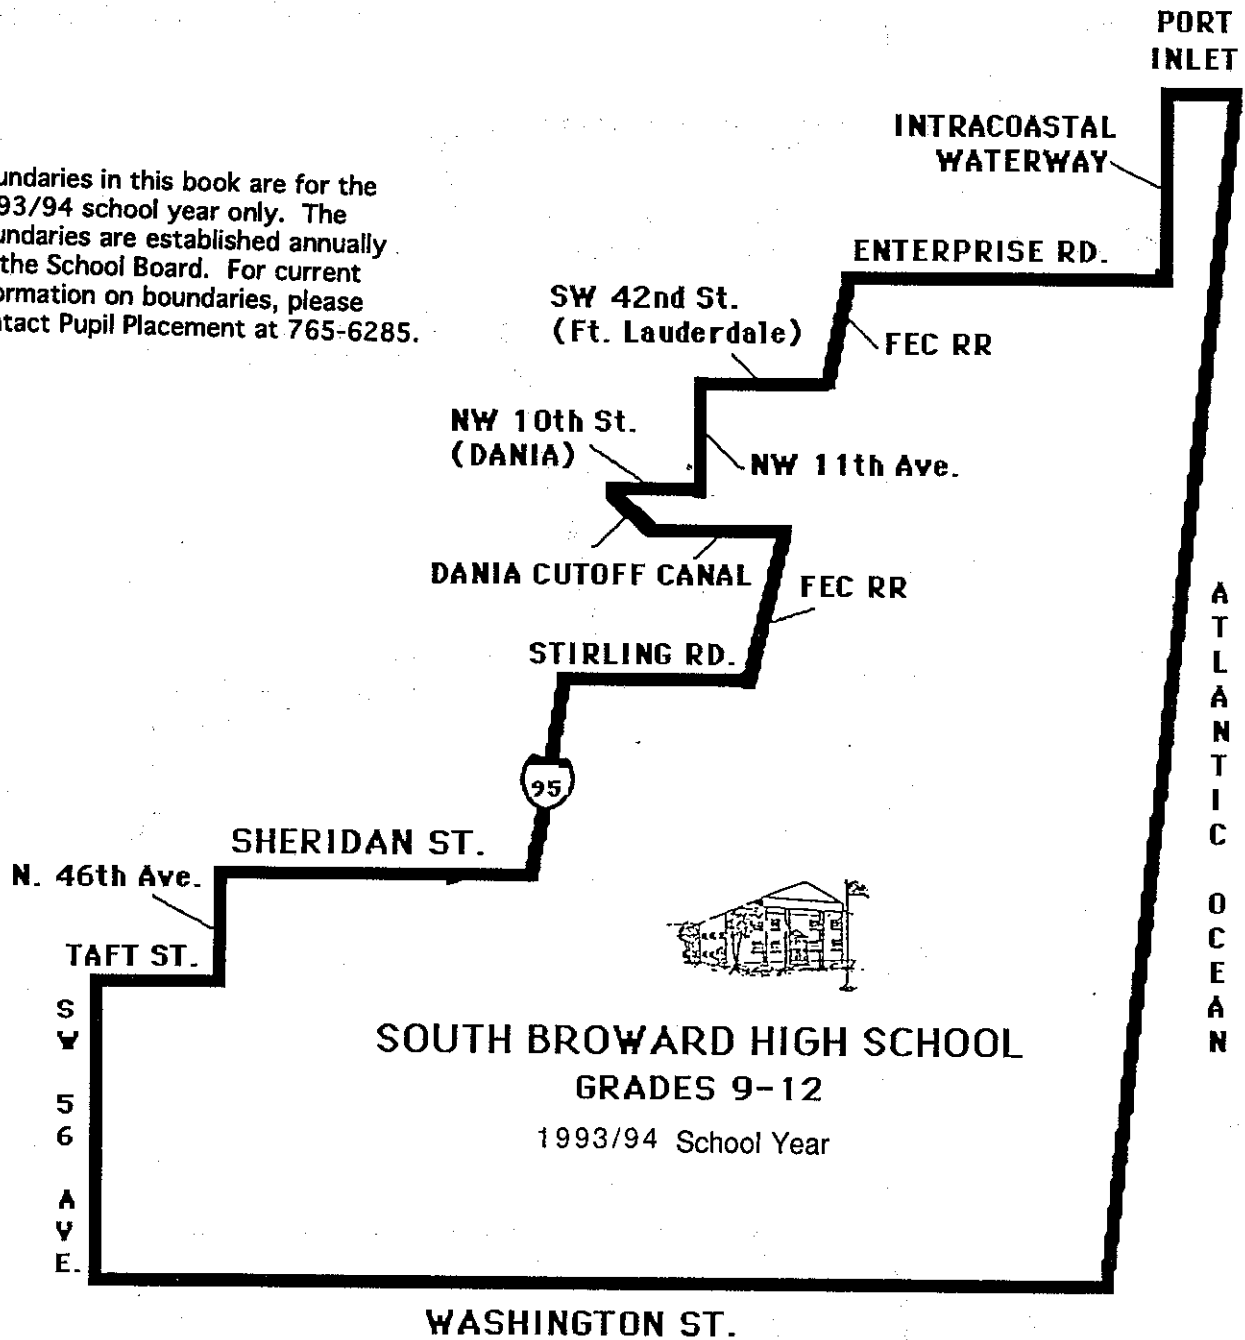 PORT
INLET
INTRACOASTAL
WATERWAY
undaries in this book are for the
93/94 school year only. The
undaries are established annually
the School Board. For current
ormation on boundaries, please
ntact Pupil Placement at 765-6285.
ENTERPRISE RD.
SW 42nd St.
(Ft. Lauderdale)
FEC RR
NW 10th St.
(DANIA)
NW 11th Ave.
DANIA CUTOFF CANAL
FEC RR
STIRLING RD.
ATLANTIC OCEAN
95
SHERIDAN ST.
N. 46th Ave.
TAFT ST.
SW 56 AVE.
SOUTH BROWARD HIGH SCHOOL
GRADES 9-12
1993/94 School Year
WASHINGTON ST.